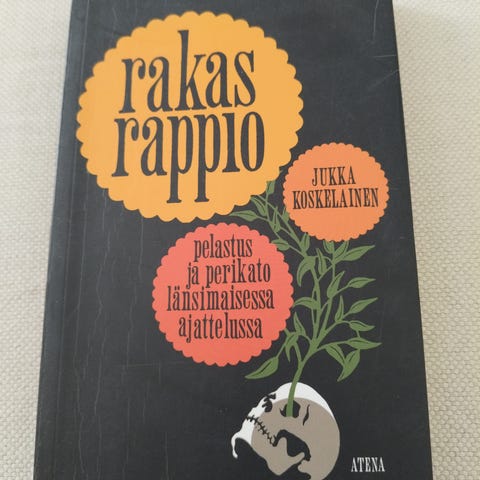 rakas
rappio
JUKKA
KOSKELAINEN
pelastus
ja perikato
länsimaisessa
ajattelussa
ATENA